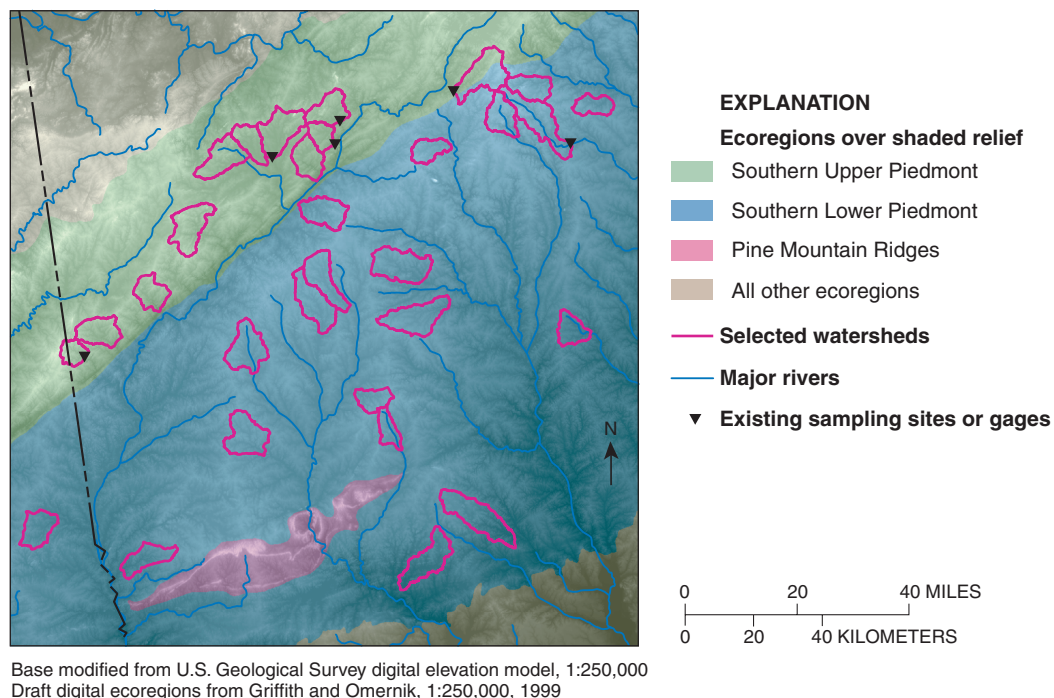 EXPLANATION
Ecoregions over shaded relief
Southern Upper Piedmont
Southern Lower Piedmont
Pine Mountain Ridges
All other ecoregions
Selected watersheds
Major rivers
Existing sampling sites or gages
N
0 20 40 MILES
0 20 40 KILOMETERS
Base modified from U.S. Geological Survey digital elevation model, 1:250,000
Draft digital ecoregions from Griffith and Omernik, 1:250,000, 1999